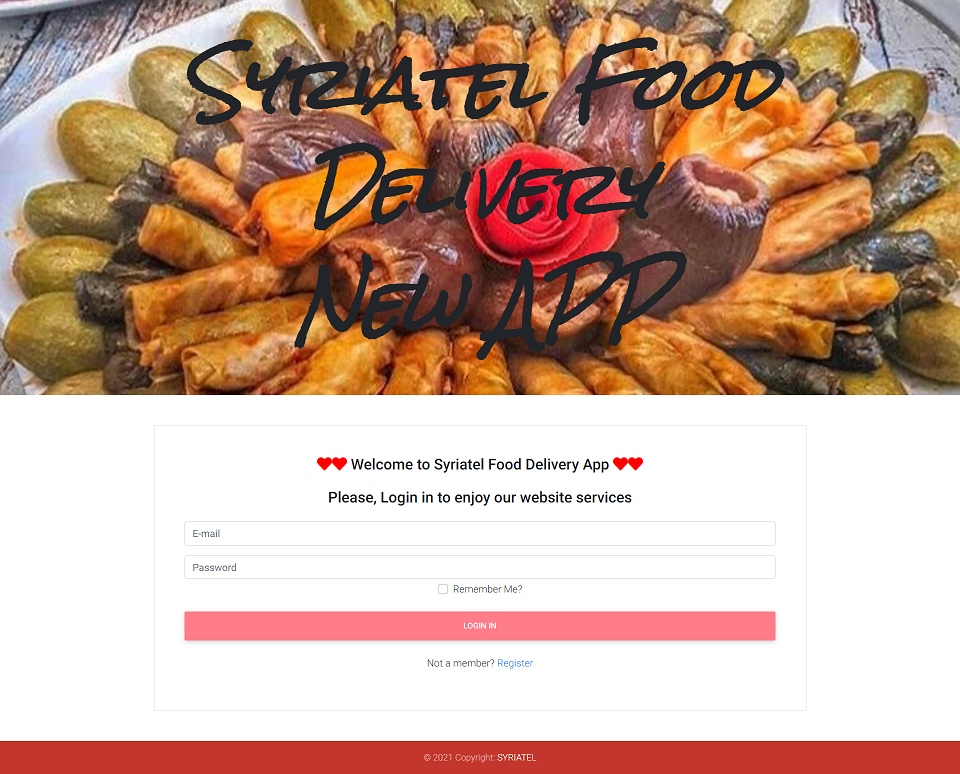 Syriatel Food
Delivery
New APP
Welcome to Syriatel Food Delivery App
Please, Login in to enjoy our website services
E-mail
Password
Remember Me?
LOGIN IN
Not a member? Register
© 2021 Copyright: SYRIATEL